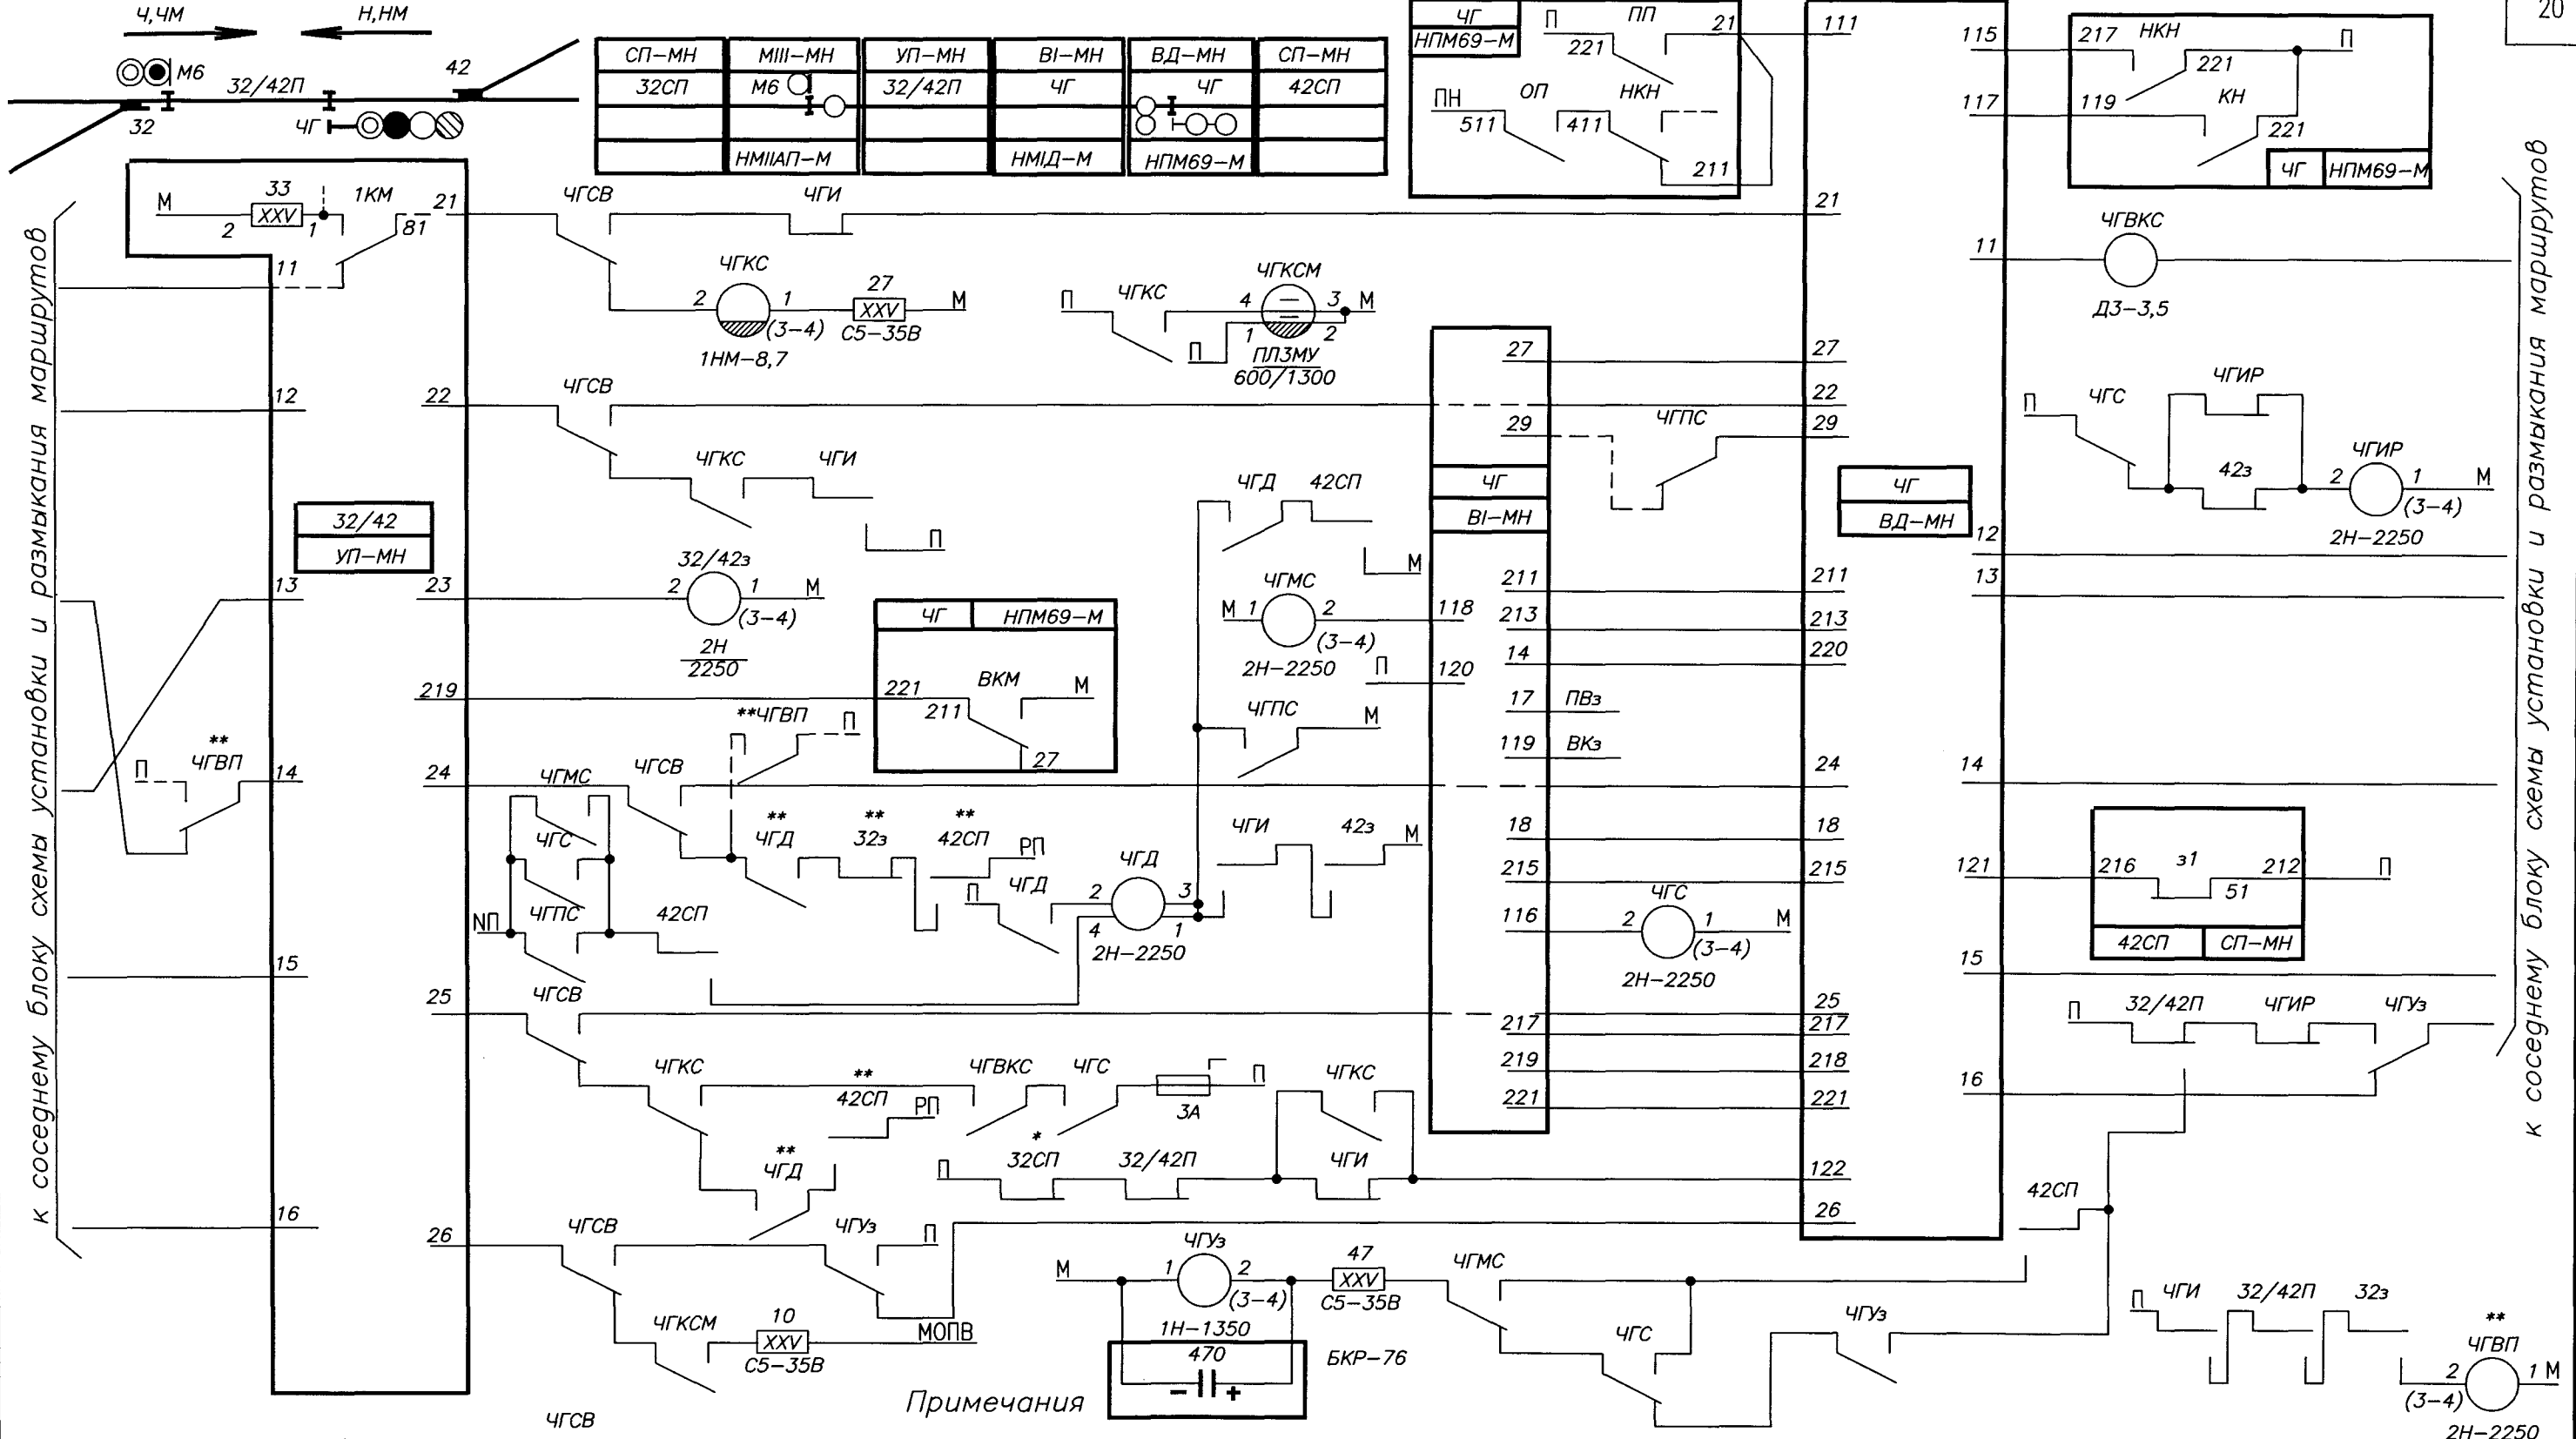 20
Ч,ЧМ
Н,НМ
М6
32/42П
42
32
ЧГ
СП-МН МIII-МН УП-МН ВI-МН ВД-МН СП-МН
32СП М6 32/42П ЧГ ЧГ 42СП
НМIIАП-М НМIД-М НПМ69-М
ЧГ
НПМ69-М
П ПП 21
221
ПН ОП НКН
511 411
211
111
115 217 НКН П
221
117 119 КН
221
ЧГ НПМ69-М
к соседнему блоку схемы установки и размыкания маршрутов
М 33 1КМ 21
XXV
2 1 81
11
12
13
** ЧГВП
П 14
15
16
32/42
УП-МН
22
23
219
24
25
26
ЧГСВ ЧГИ 21
ЧГКС
2 1 27 М
(3-4) XXV
1НМ-8,7 С5-35В
П ЧГКС ЧГКСМ
4 3 М
1 2
П ПЛ3МУ
600/1300
ЧГСВ 22
ЧГКС ЧГИ
П
32/42з
2 1 М
(3-4)
2Н
2250
ЧГ НПМ69-М
221 ВКМ М
211
27
**ЧГВП П
ЧГМС ЧГСВ
ЧГС
ЧГПС
NП
** ЧГД
** 32з
** 42СП
РП
42СП
П ЧГД
ЧГД
2 3
4 1
2Н-2250
ЧГД 42СП
М
ЧГМС
М 1 2
(3-4)
2Н-2250
118
П 120
ЧГПС М
ЧГИ 42з М
27 27
29 ЧГПС 29
ЧГ
ВI-МН
211 211
213 213
14 220
17 ПВз
119 ВКз
24
18 18
215 215
116 ЧГС
2 1 М
(3-4)
2Н-2250
25
217 217
219 218
221 221
122
26
ЧГСВ
ЧГКС
** 42СП
РП
** ЧГД
ЧГВКС ЧГС П
3А
П * 32СП 32/42П ЧГКС
ЧГИ
ЧГСВ ЧГУз П
ЧГКСМ 10 МОПВ
XXV
С5-35В
ЧГСВ
М ЧГУз
1 2
(3-4)
1Н-1350
470
- +
БКР-76
47
XXV
С5-35В
ЧГМС
ЧГС
ЧГУз
Примечания
ЧГ
ВД-МН
ЧГВКС
11
Д3-3,5
П ЧГС ЧГИР
42з
ЧГИР
2 1 М
(3-4)
2Н-2250
12
13
14
121 216 з1 212 П
51
42СП СП-МН
15
П 32/42П ЧГИР ЧГУз
16
42СП
П ЧГИ 32/42П 32з
** ЧГВП
2 1 М
(3-4)
2Н-2250
к соседнему блоку схемы установки и размыкания маршрутов